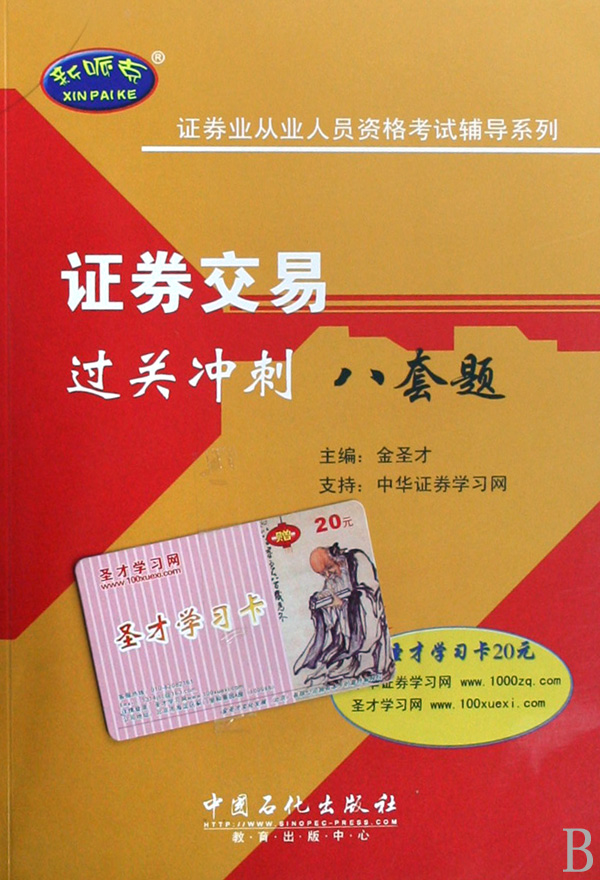 新哌克
XIN PAI KE
®
证券业从业人员资格考试辅导系列
证券交易
过关冲刺 八套题
主编：金圣才
支持：中华证券学习网
20元
赠
圣才学习网
www.100xuexi.com
圣才学习卡
圣才学习卡20元
华证券学习网 www.1000zq.com
圣才学习网 www.100xuexi.com
中国石化出版社
HTTP://WWW.SINOPEC-PRESS.COM
教·育·出·版·中·心
B